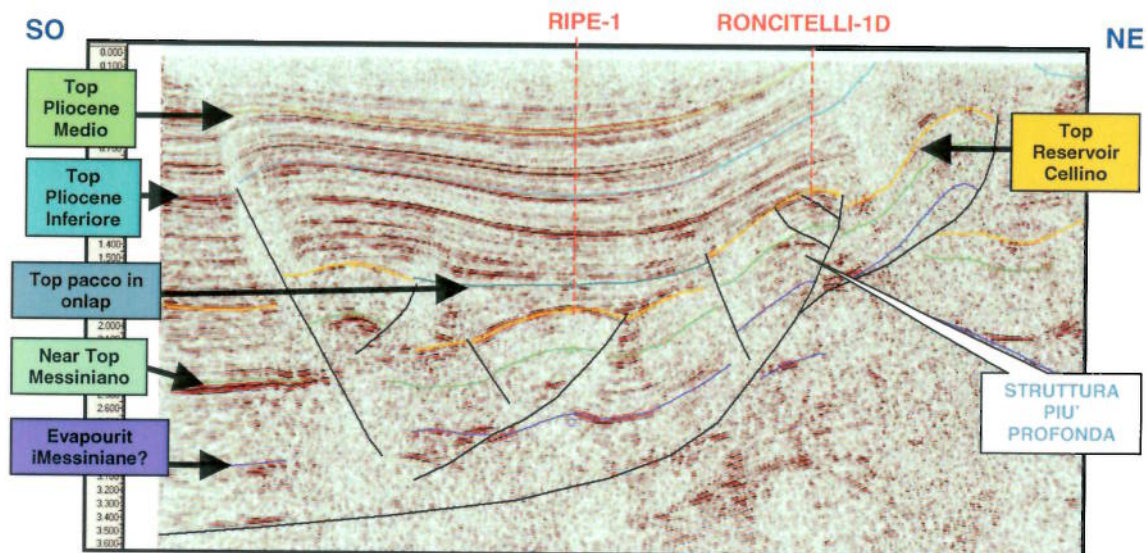 SO
RIPE-1
RONCITELLI-1D
NE
0.000
0.100
Top
Pliocene
Medio
Top
Reservoir
Cellino
Top
Pliocene
Inferiore
1.400
1.500
Top pacco in
onlap
2.000
Near Top
Messiniano
2.600
STRUTTURA
PIU'
PROFONDA
Evapourit
iMessiniane?
3.100
3.200
3.300
3.400
3.500
3.600